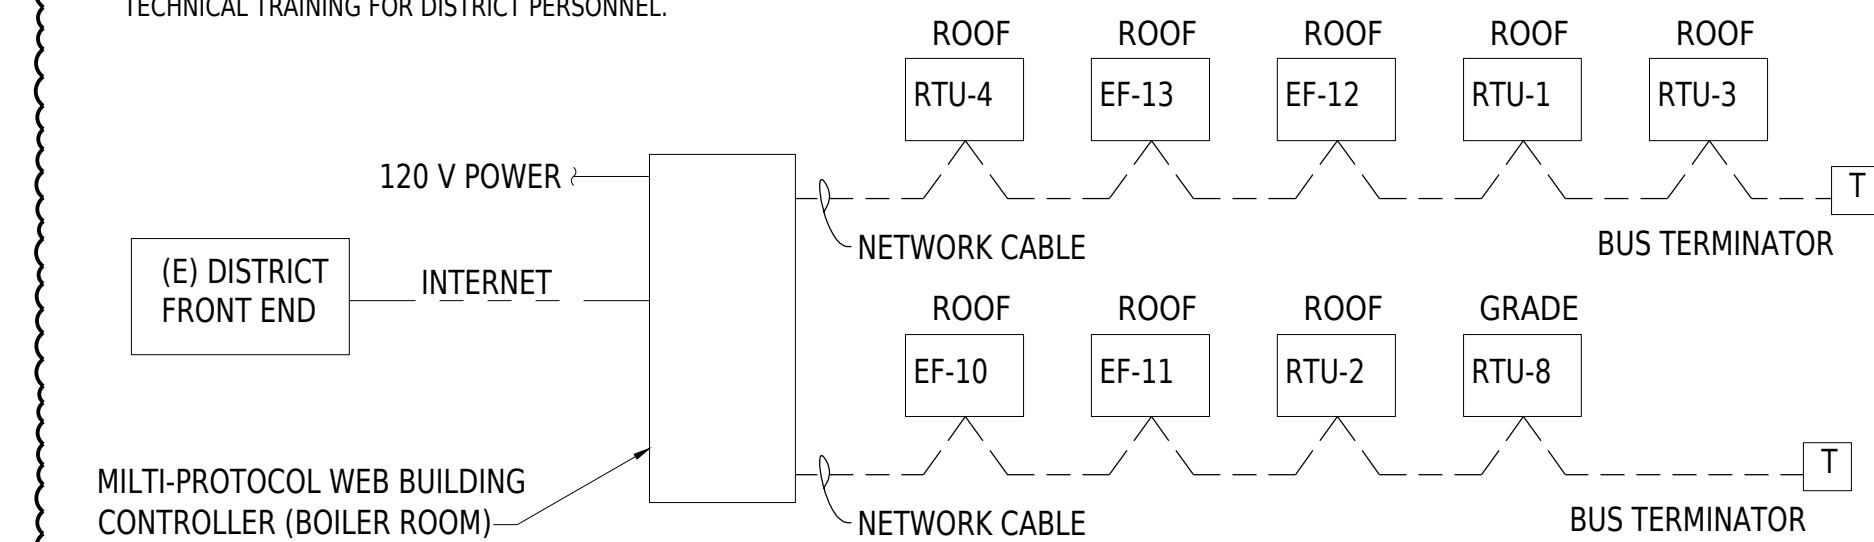 TECHNICAL TRAINING FOR DISTRICT PERSONNEL.
ROOF ROOF ROOF ROOF ROOF
RTU-4 EF-13 EF-12 RTU-1 RTU-3
120 V POWER
T
NETWORK CABLE
BUS TERMINATOR
(E) DISTRICT
FRONT END
INTERNET
ROOF ROOF ROOF GRADE
EF-10 EF-11 RTU-2 RTU-8
T
MILTI-PROTOCOL WEB BUILDING
CONTROLLER (BOILER ROOM)
NETWORK CABLE
BUS TERMINATOR